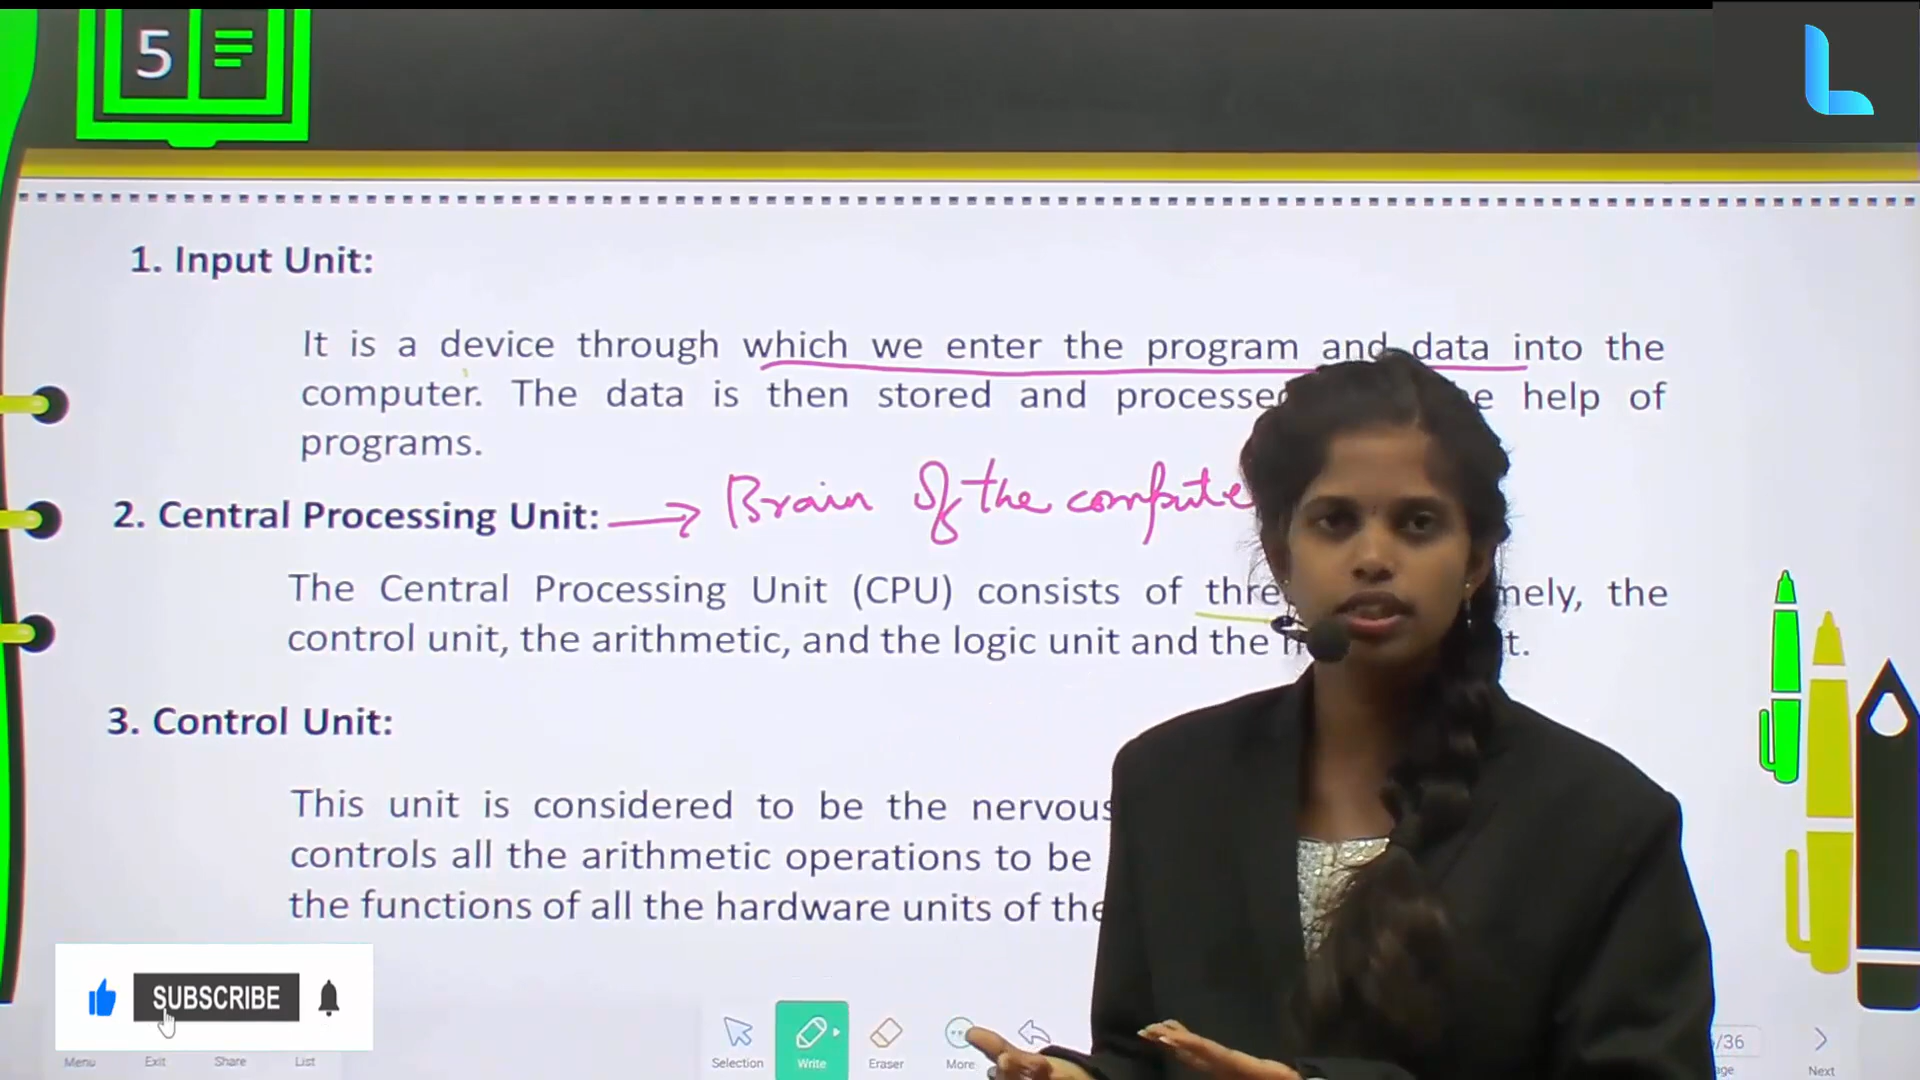 5
1. Input Unit:
It is a device through which we enter the program and data into the
computer. The data is then stored and processed help of
programs.
2. Central Processing Unit: → Brain of the compute
The Central Processing Unit (CPU) consists of the
control unit, the arithmetic, and the logic unit and the
3. Control Unit:
This unit is considered to be the nervous
controls all the arithmetic operations to be
the functions of all the hardware units of the
SUBSCRIBE
Menu Exit Share List
Selection Write Eraser More
/36
Next